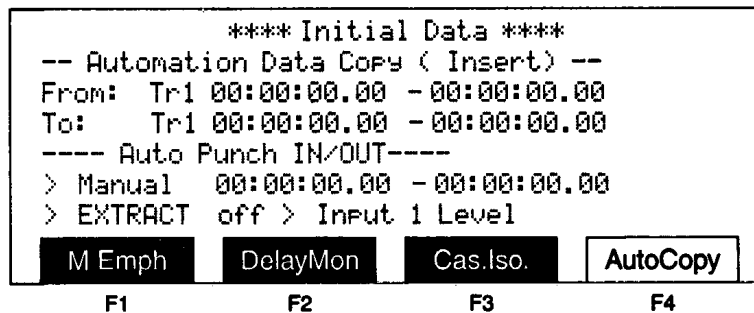 **** Initial Data ****
-- Automation Data Copy ( Insert) --
From: Tr1 00:00:00.00 -00:00:00.00
To: Tr1 00:00:00.00 -00:00:00.00
---- Auto Punch IN/OUT----
> Manual 00:00:00.00 -00:00:00.00
> EXTRACT off > Input 1 Level
M Emph DelayMon Cas.Iso. AutoCopy
F1 F2 F3 F4